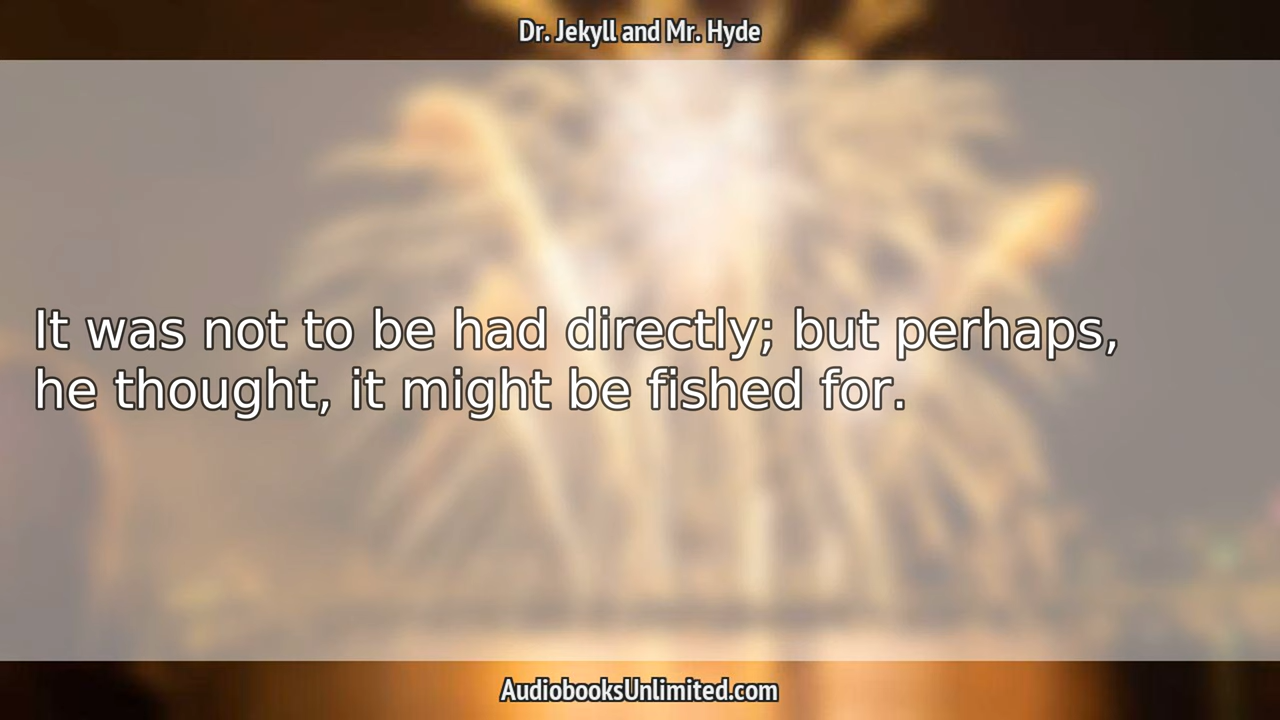 Dr. Jekyll and Mr. Hyde
It was not to be had directly; but perhaps,
he thought, it might be fished for.
AudiobooksUnlimited.com